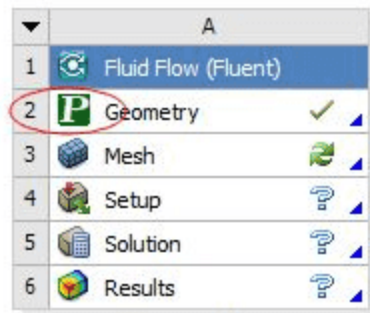 A
1 Fluid Flow (Fluent)
2 P Geometry
3 Mesh
4 Setup ?
5 Solution ?
6 Results ?